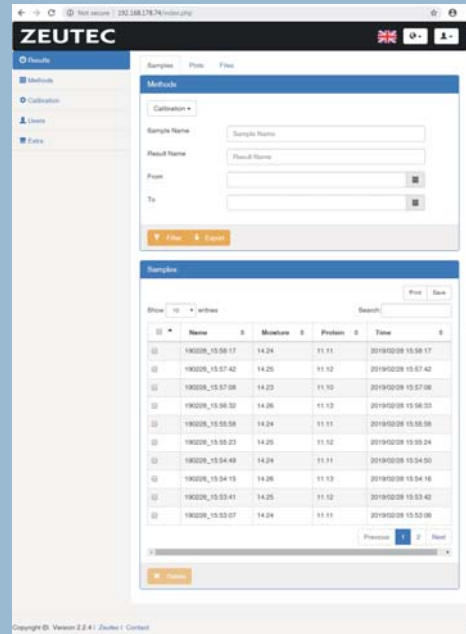 Not secure | 192.168.178.74/index.php
ZEUTEC
Results
Methods
Calibration
Users
Extra
Samples Plots Files
Methods
Calibration
Sample Name Sample Name
Result Name Result Name
From
To
Filter Export
Samples
Print Save
Show 10 entries Search:
Name Moisture Protein Time
190228_15:58:17 14.24 11.11 2019/02/28 15:58:17
190228_15:57:42 14.25 11.12 2019/02/28 15:57:42
190228_15:57:08 14.23 11.10 2019/02/28 15:57:08
190228_15:56:32 14.26 11.13 2019/02/28 15:56:33
190228_15:55:58 14.24 11.11 2019/02/28 15:55:58
190228_15:55:23 14.25 11.12 2019/02/28 15:55:24
190228_15:54:49 14.24 11.11 2019/02/28 15:54:50
190228_15:54:15 14.26 11.13 2019/02/28 15:54:16
190228_15:53:41 14.25 11.12 2019/02/28 15:53:42
190228_15:53:07 14.24 11.11 2019/02/28 15:53:08
Previous 1 2 Next
Delete
Copyright ©. Version 2.2.4 | Zeutec | Contact